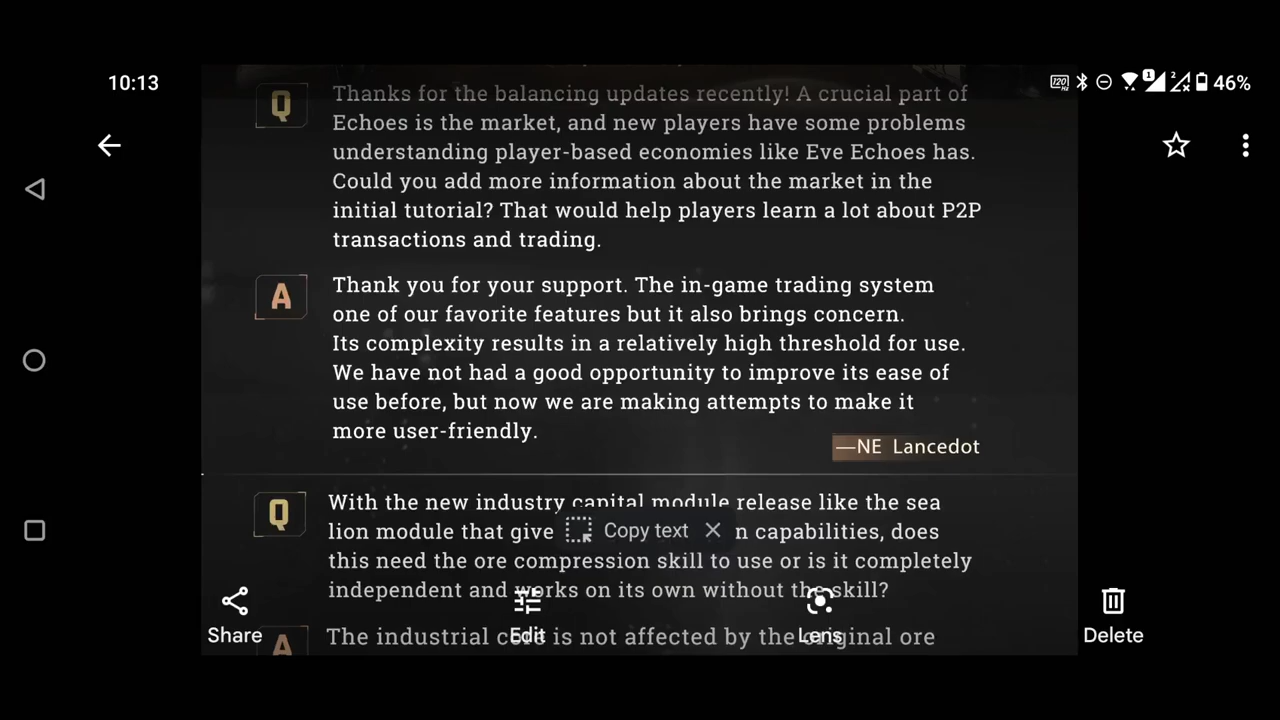 10:13
120
1
2
46%
Q
Thanks for the balancing updates recently! A crucial part of
Echoes is the market, and new players have some problems
understanding player-based economies like Eve Echoes has.
Could you add more information about the market in the
initial tutorial? That would help players learn a lot about P2P
transactions and trading.
A
Thank you for your support. The in-game trading system
one of our favorite features but it also brings concern.
Its complexity results in a relatively high threshold for use.
We have not had a good opportunity to improve its ease of
use before, but now we are making attempts to make it
more user-friendly.
—NE Lancedot
Q
With the new industry capital module release like the sea
lion module that give
Copy text
capabilities, does
this need the ore compression skill to use or is it completely
independent and works on its own without the skill?
A
The industrial core is not affected by the original ore
Share
Edit
Lens
Delete